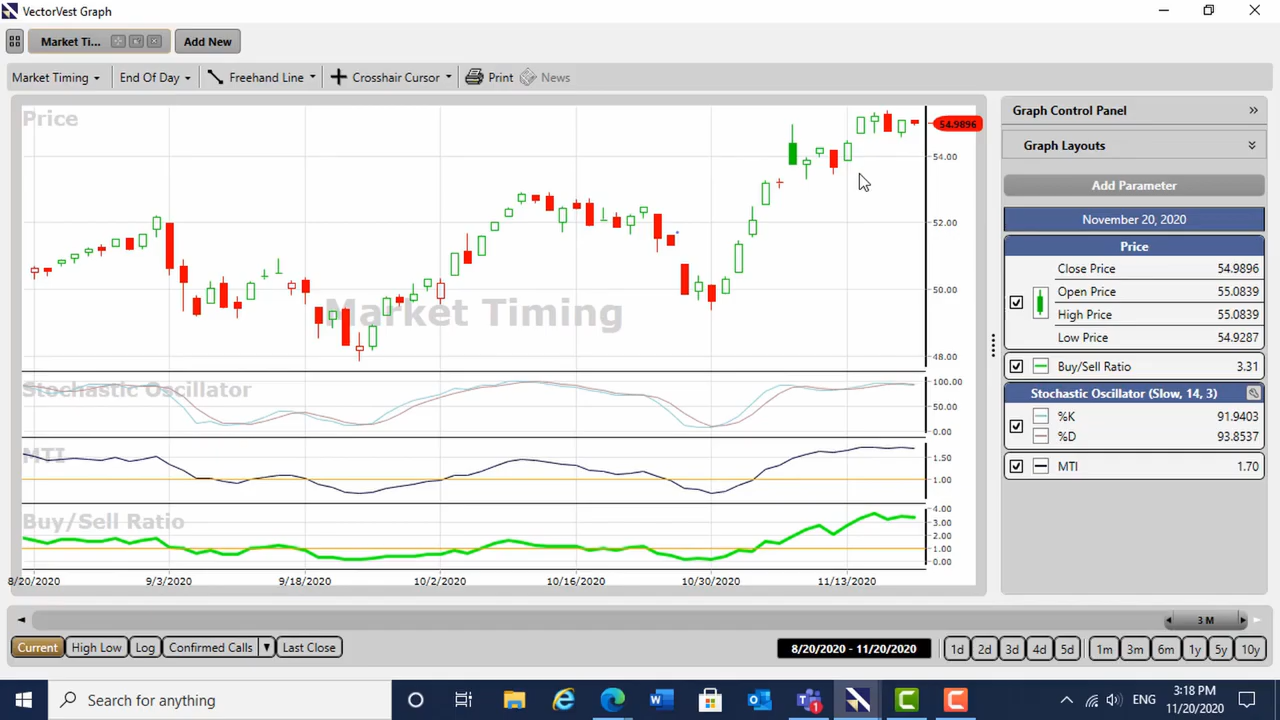 VectorVest Graph
Market Ti... Add New
Market Timing End Of Day Freehand Line Crosshair Cursor Print News
Price
54.9896
54.00
52.00
50.00
48.00
Market Timing
Stochastic Oscillator
100.00
50.00
0.00
MTI
1.50
1.00
Buy/Sell Ratio
4.00
3.00
2.00
1.00
0.00
8/20/2020 9/3/2020 9/18/2020 10/2/2020 10/16/2020 10/30/2020 11/13/2020
Graph Control Panel
Graph Layouts
Add Parameter
November 20, 2020
Price
Close Price 54.9896
Open Price 55.0839
High Price 55.0839
Low Price 54.9287
Buy/Sell Ratio 3.31
Stochastic Oscillator (Slow, 14, 3)
%K 91.9403
%D 93.8537
MTI 1.70
3 M
Current High Low Log Confirmed Calls Last Close 8/20/2020 - 11/20/2020 1d 2d 3d 4d 5d 1m 3m 6m 1y 5y 10y
Search for anything
ENG
3:18 PM
11/20/2020